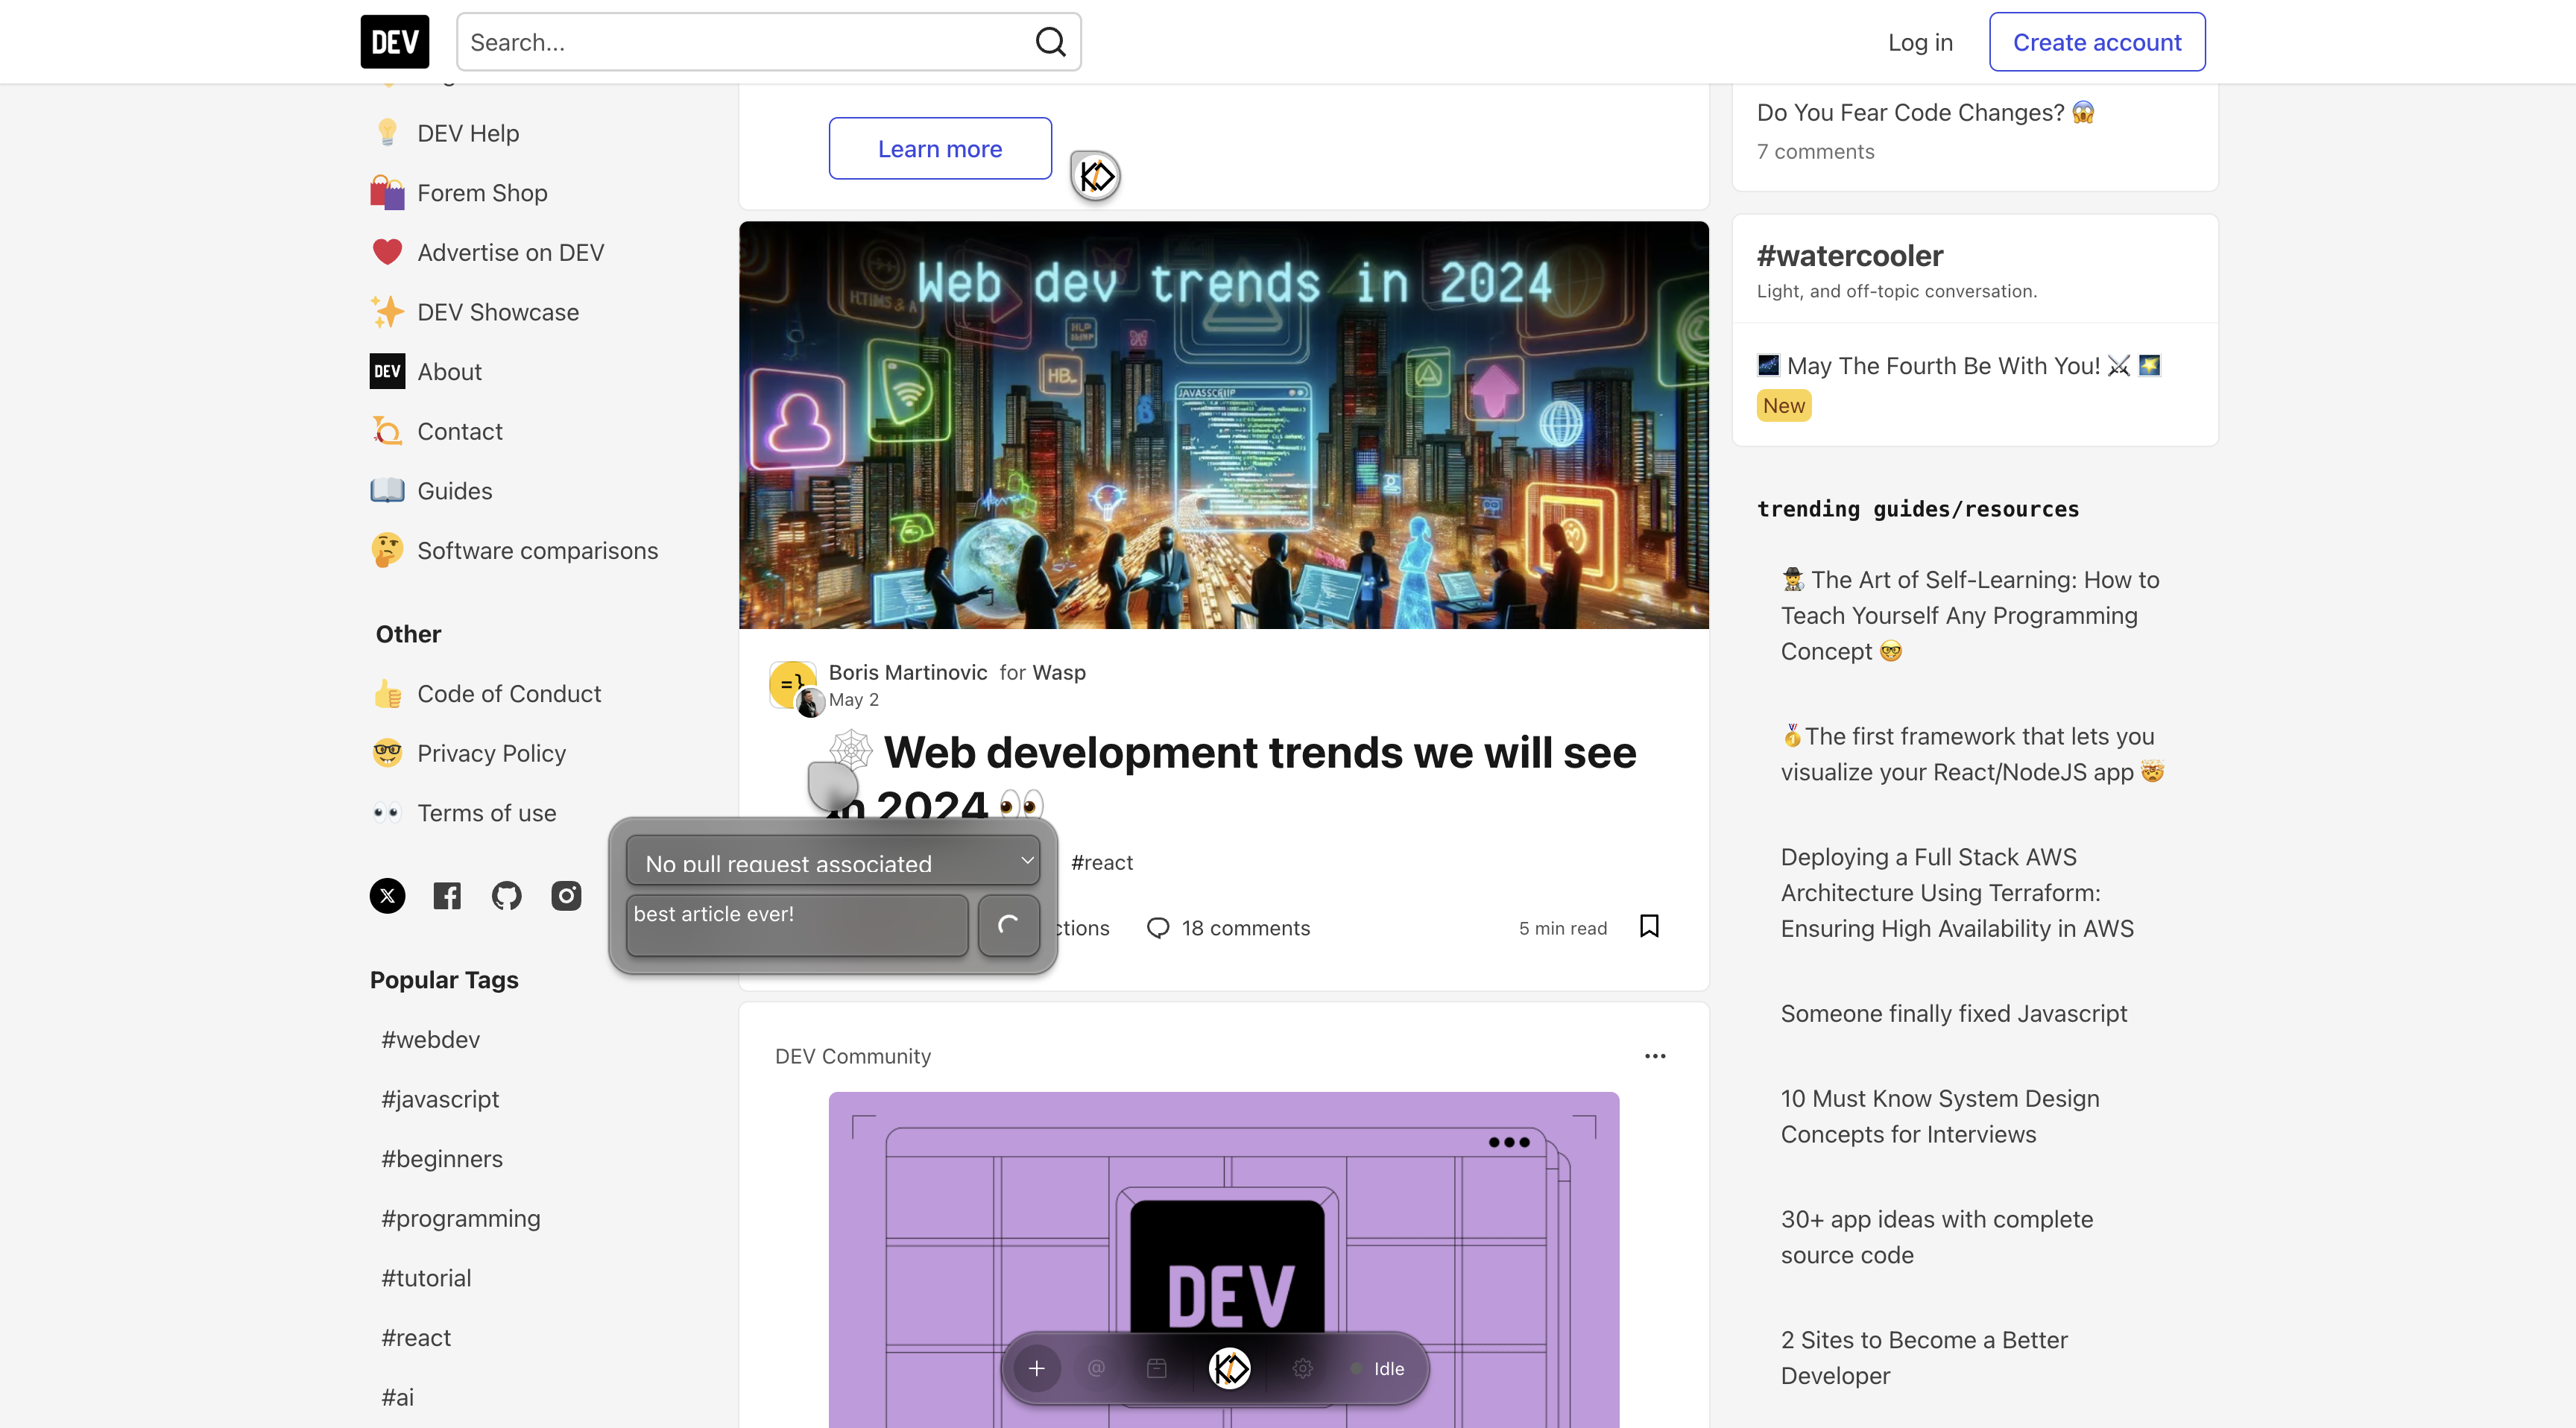 DEV
Search...
Log in
Create account
DEV Help
Forem Shop
Advertise on DEV
DEV Showcase
DEV
About
Contact
Guides
Software comparisons
Other
Code of Conduct
Privacy Policy
Terms of use
Popular Tags
#webdev
#javascript
#beginners
#programming
#tutorial
#react
#ai
Learn more
Web dev trends in 2024
HB_
JAVASSCRIIP
Boris Martinovic for Wasp
May 2
Web development trends we will see
in 2024
No pull request associated
best article ever!
#react
18 comments
5 min read
DEV Community
DEV
Idle
Do You Fear Code Changes?
7 comments
#watercooler
Light, and off-topic conversation.
May The Fourth Be With You!
New
trending guides/resources
The Art of Self-Learning: How to
Teach Yourself Any Programming
Concept
The first framework that lets you
visualize your React/NodeJS app
Deploying a Full Stack AWS
Architecture Using Terraform:
Ensuring High Availability in AWS
Someone finally fixed Javascript
10 Must Know System Design
Concepts for Interviews
30+ app ideas with complete
source code
2 Sites to Become a Better
Developer